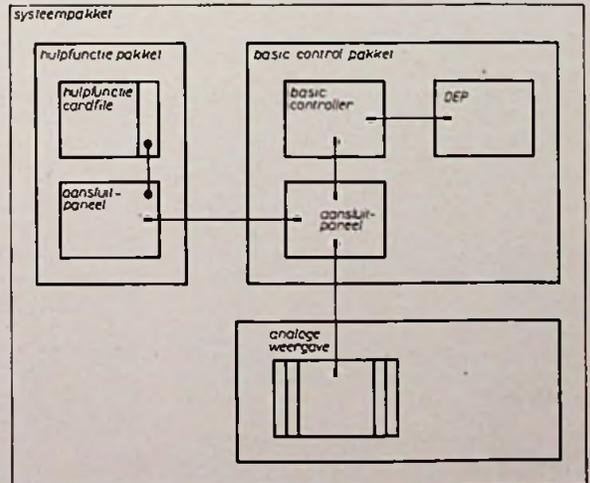 systeempakket
hulpfunctie pakket
hulpfunctie
cardfile
aansluit-
paneel
basic control pakket
basic
controller
DEP
aansluit-
paneel
analoge
weergave